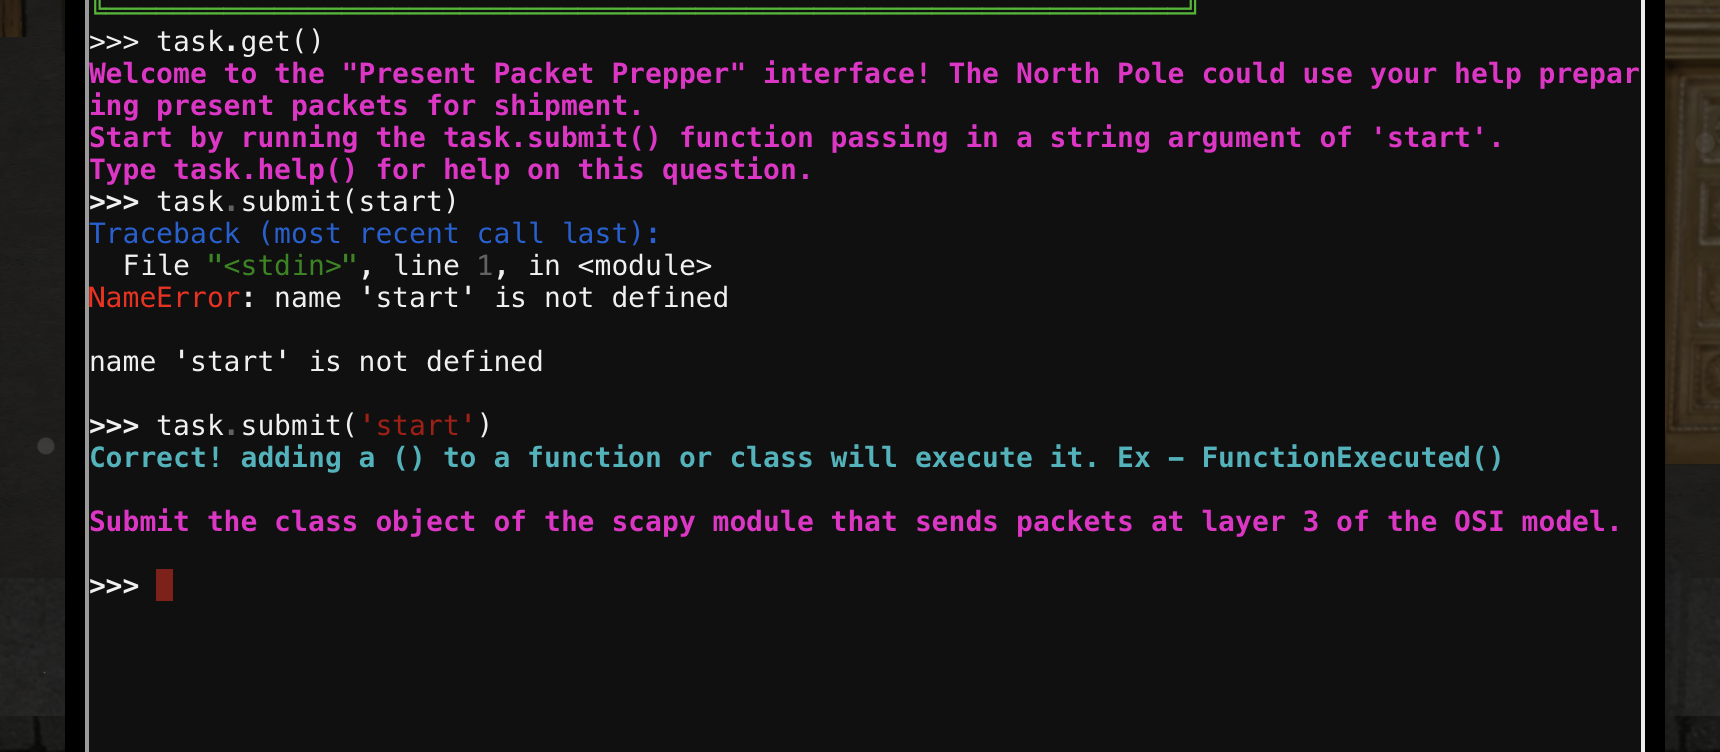 >>> task.get()
Welcome to the "Present Packet Prepper" interface! The North Pole could use your help prepar
ing present packets for shipment.
Start by running the task.submit() function passing in a string argument of 'start'.
Type task.help() for help on this question.
>>> task.submit(start)
Traceback (most recent call last):
  File "<stdin>", line 1, in <module>
NameError: name 'start' is not defined
name 'start' is not defined
>>> task.submit('start')
Correct! adding a () to a function or class will execute it. Ex - FunctionExecuted()
Submit the class object of the scapy module that sends packets at layer 3 of the OSI model.
>>>